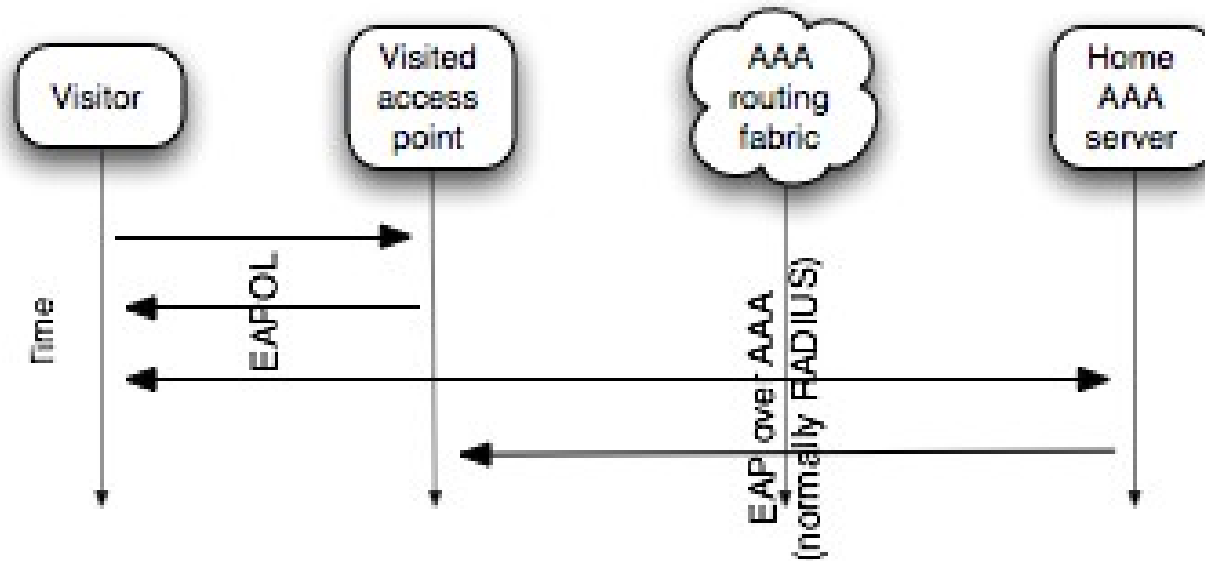 Visitor
Visited
access
point
AAA
routing
fabric
Home
AAA
server
Time
EAPOL
EAP over AAA
(normally RADIUS)